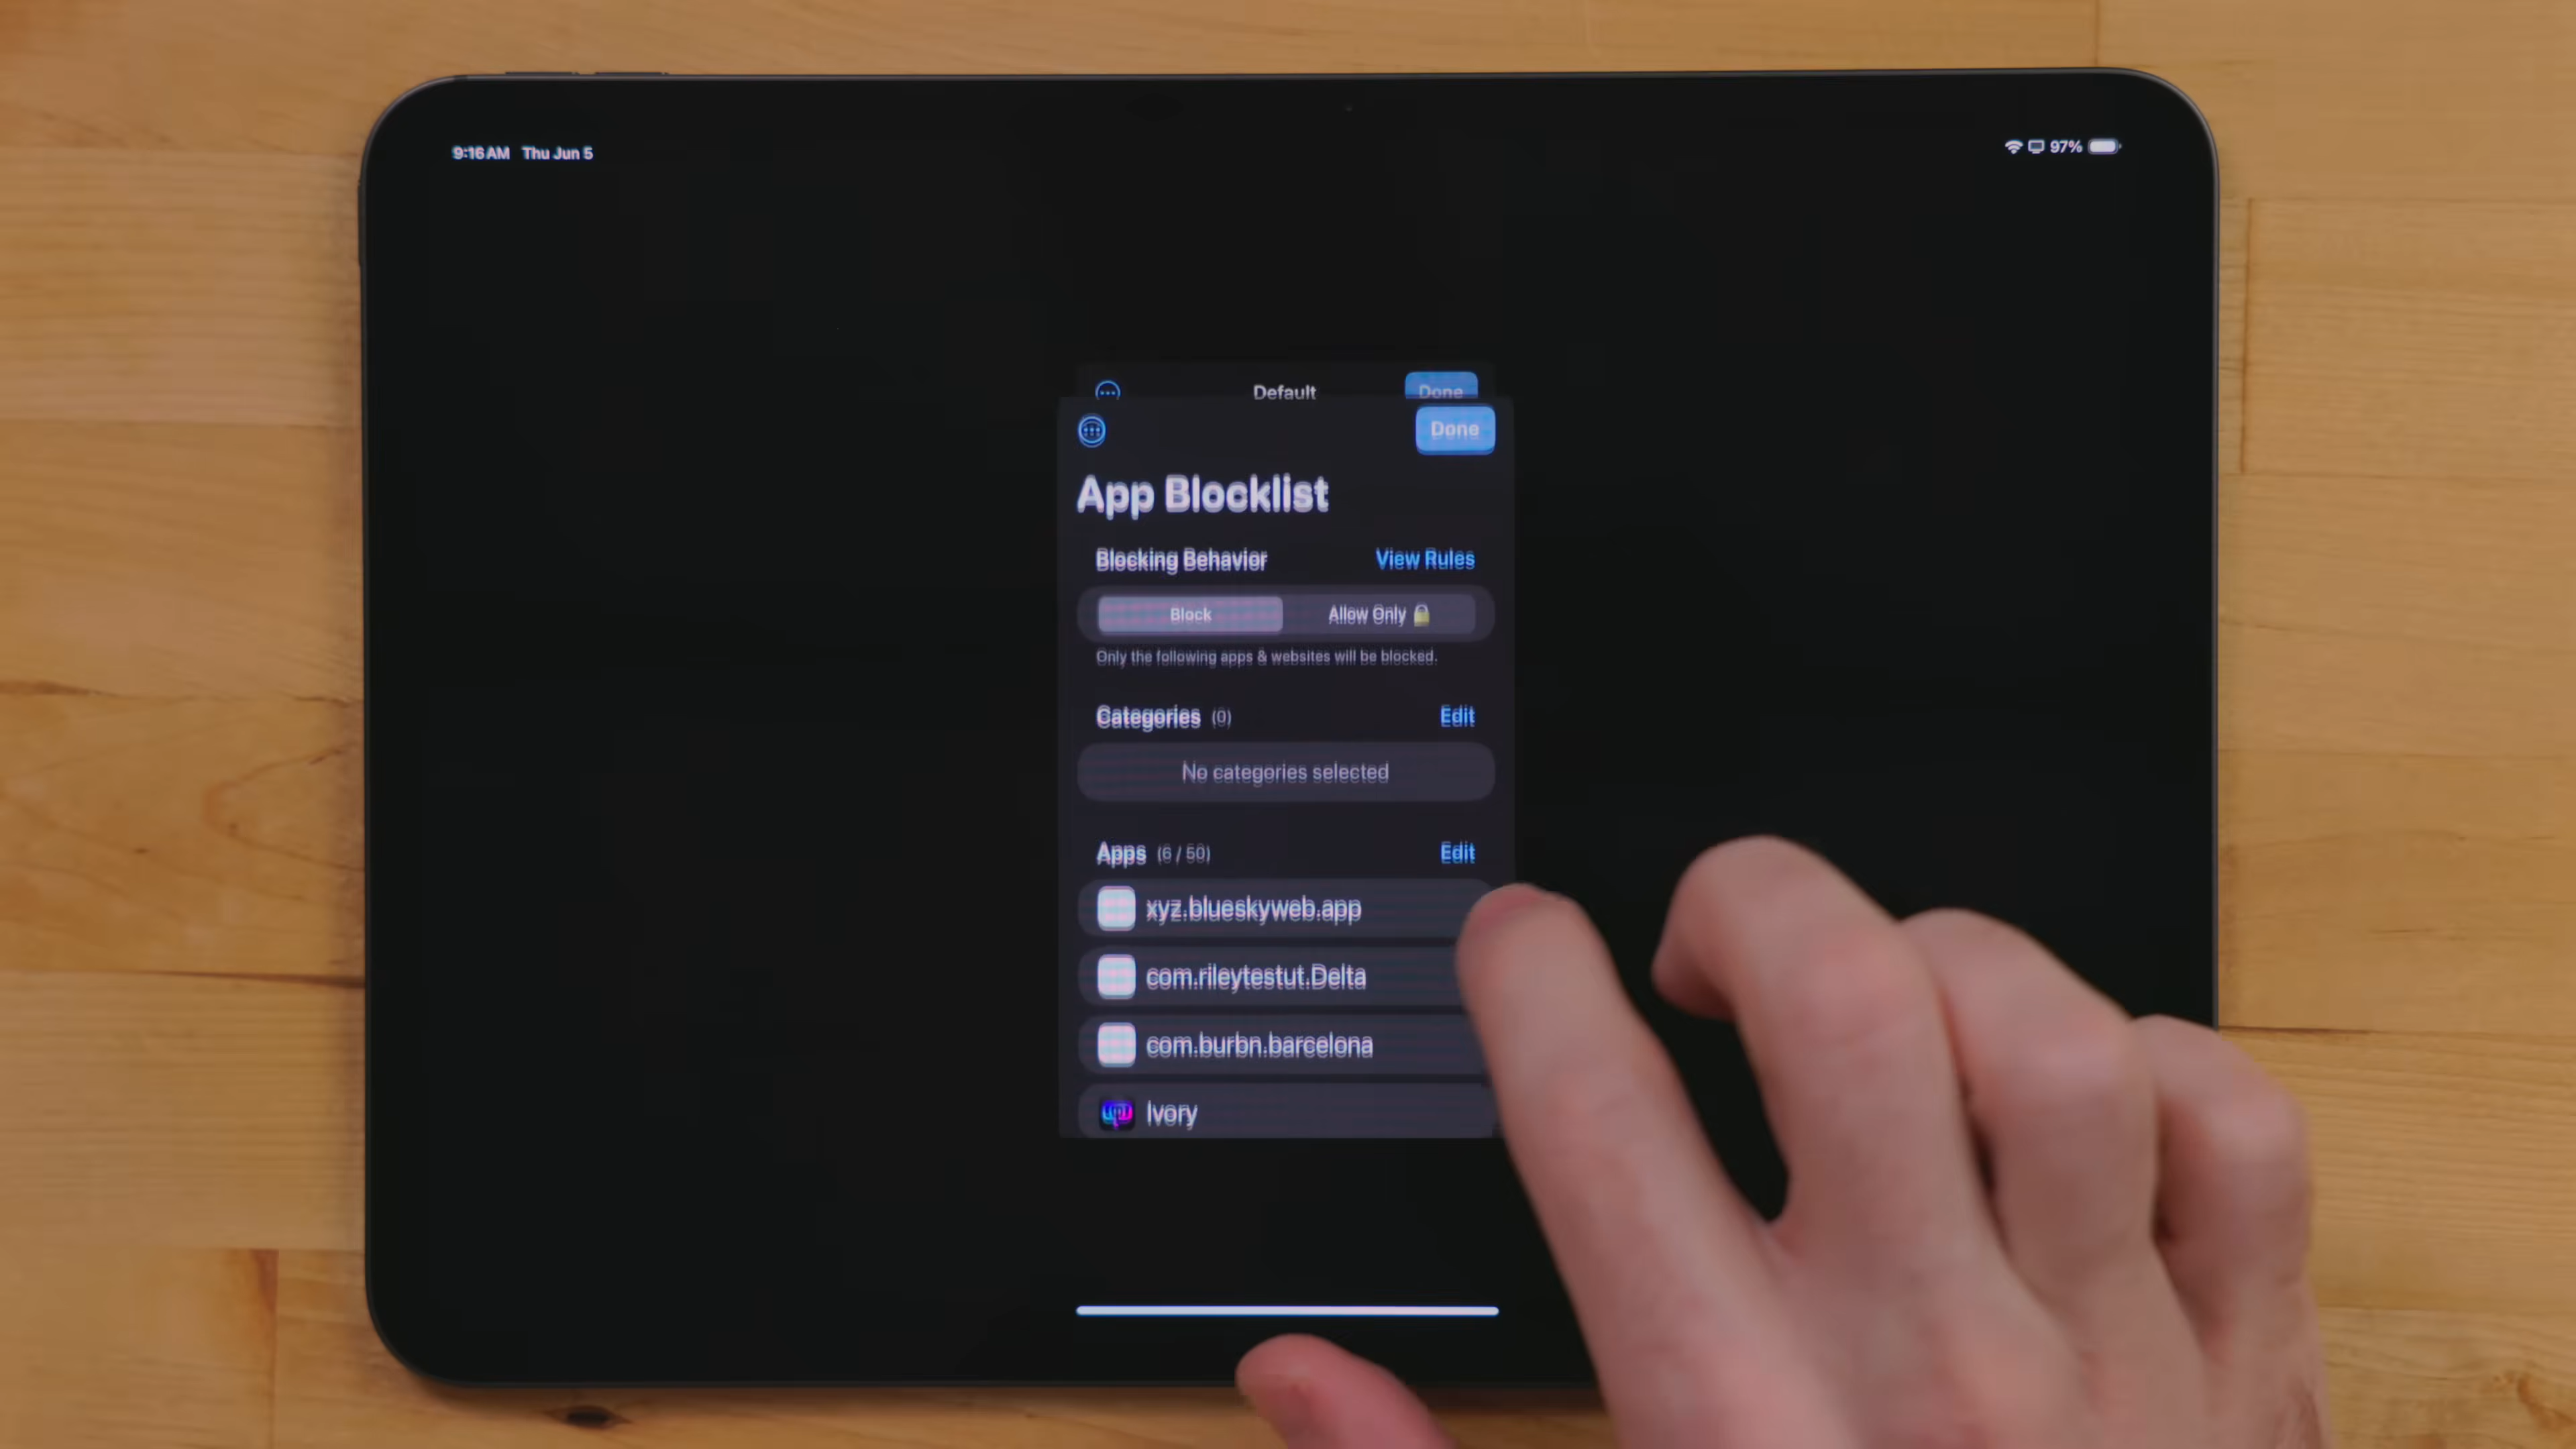 9:16 AM Thu Jun 5
97%
Default
Done
Done
App Blocklist
Blocking Behavior
View Rules
Block
Allow Only
Only the following apps & websites will be blocked.
Categories (0)
Edit
No categories selected
Apps (6 / 50)
Edit
xyz.blueskyweb.app
com.rileytestut.Delta
com.burbn.barcelona
Ivory